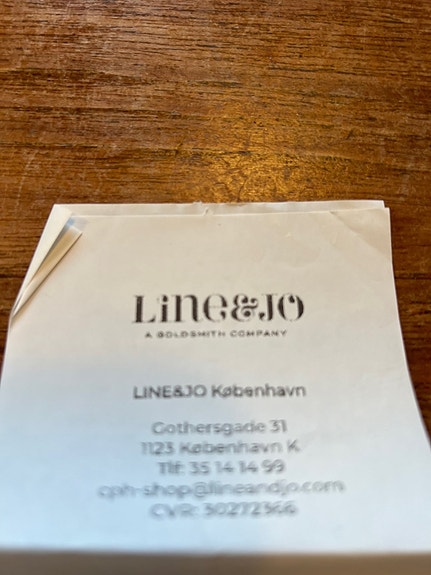 LINE&JO
A GOLDSMITH COMPANY
LINE&JO København
Gothersgade 31
1123 København K
Tlf: 35 14 14 99
cph-shop@lineandjo.com
CVR: 30272366